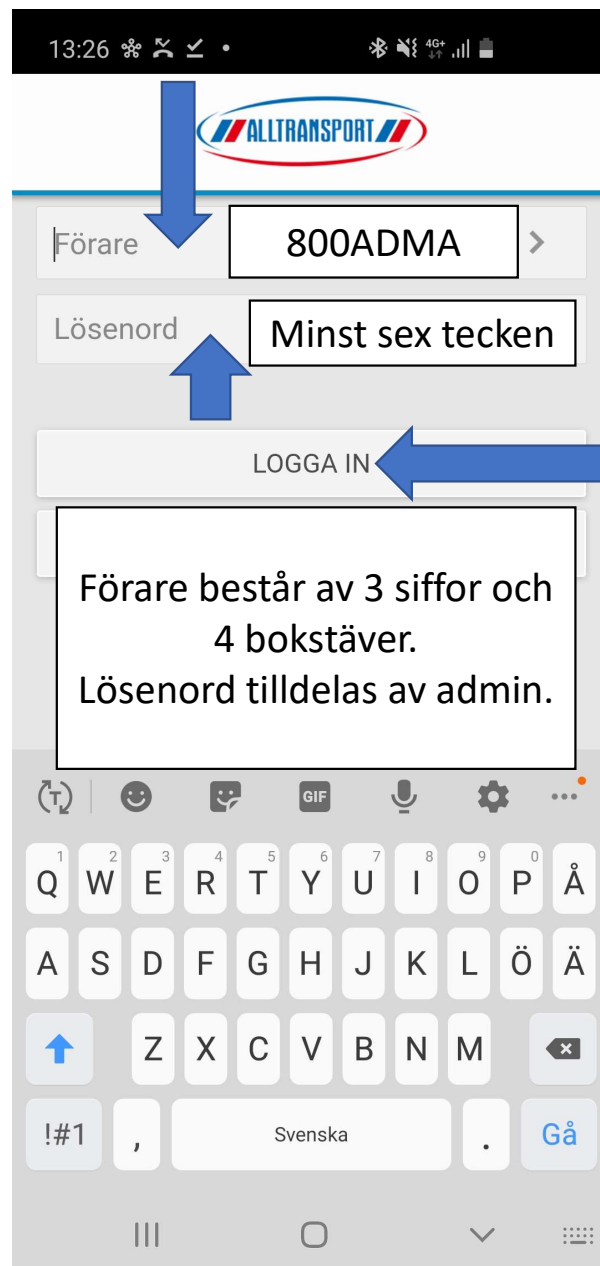 13:26
4G+
ALLTRANSPORT
Förare
800ADMA
Lösenord
Minst sex tecken
LOGGA IN
Förare består av 3 siffor och
4 bokstäver.
Lösenord tilldelas av admin.
T
GIF
1 2 3 4 5 6 7 8 9 0
Q W E R T Y U I O P Å
A S D F G H J K L Ö Ä
Z X C V B N M
!#1 , Svenska . Gå